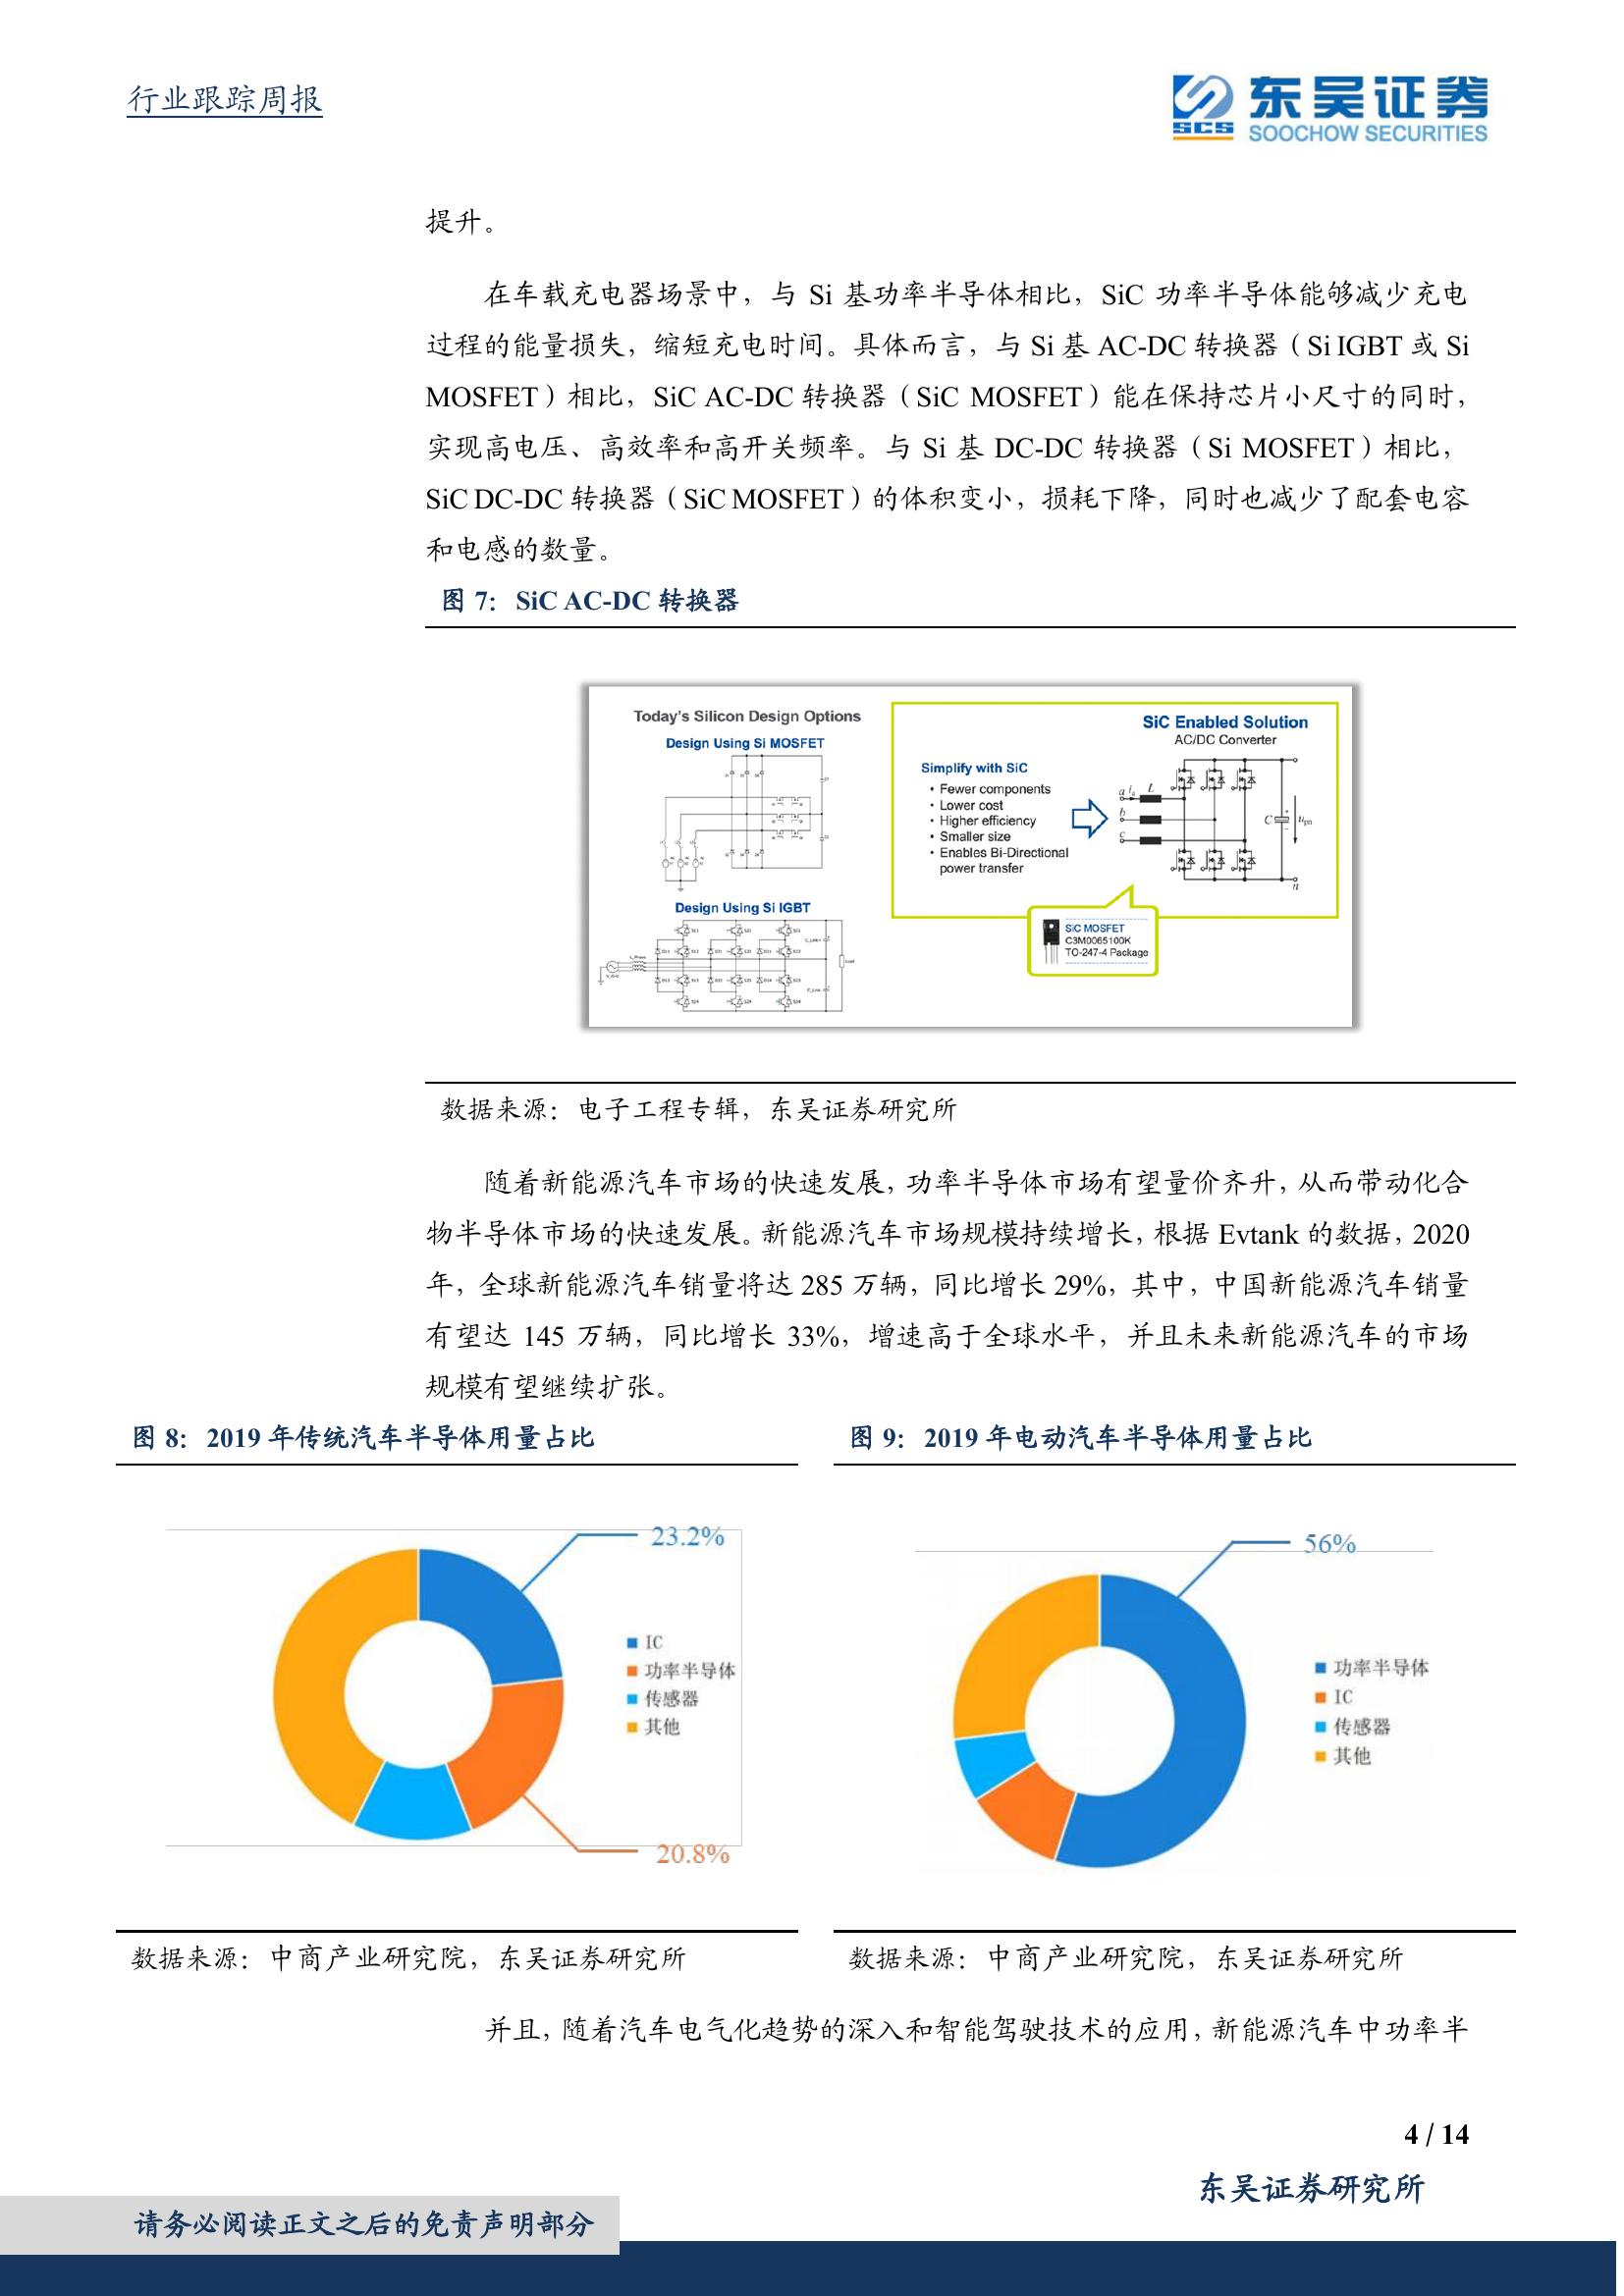 行业跟踪周报
SCS 东吴证券
SOOCHOW SECURITIES
提升。
在车载充电器场景中，与 Si 基功率半导体相比，SiC 功率半导体能够减少充电
过程的能量损失，缩短充电时间。具体而言，与 Si 基 AC-DC 转换器（Si IGBT 或 Si
MOSFET）相比，SiC AC-DC 转换器（SiC MOSFET）能在保持芯片小尺寸的同时，
实现高电压、高效率和高开关频率。与 Si 基 DC-DC 转换器（Si MOSFET）相比，
SiC DC-DC 转换器（SiC MOSFET）的体积变小，损耗下降，同时也减少了配套电容
和电感的数量。
图 7：SiC AC-DC 转换器
Today's Silicon Design Options
Design Using Si MOSFET
Design Using Si IGBT
SiC Enabled Solution
AC/DC Converter
Simplify with SiC
• Fewer components
• Lower cost
• Higher efficiency
• Smaller size
• Enables Bi-Directional
power transfer
a
L
b
c
C
n
SiC MOSFET
C3M0065100K
TO-247-4 Package
数据来源：电子工程专辑，东吴证券研究所
随着新能源汽车市场的快速发展，功率半导体市场有望量价齐升，从而带动化合
物半导体市场的快速发展。新能源汽车市场规模持续增长，根据 Evtank 的数据，2020
年，全球新能源汽车销量将达 285 万辆，同比增长 29%，其中，中国新能源汽车销量
有望达 145 万辆，同比增长 33%，增速高于全球水平，并且未来新能源汽车的市场
规模有望继续扩张。
图 8：2019 年传统汽车半导体用量占比
23.2%
IC
功率半导体
传感器
其他
20.8%
数据来源：中商产业研究院，东吴证券研究所
图 9：2019 年电动汽车半导体用量占比
56%
功率半导体
IC
传感器
其他
数据来源：中商产业研究院，东吴证券研究所
并且，随着汽车电气化趋势的深入和智能驾驶技术的应用，新能源汽车中功率半
4 / 14
东吴证券研究所
请务必阅读正文之后的免责声明部分